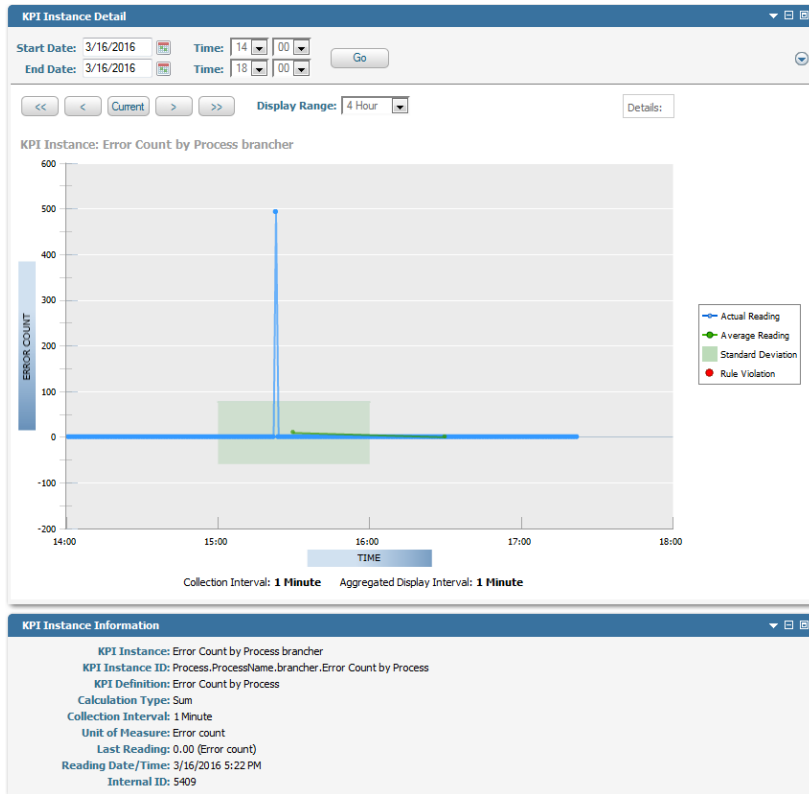 KPI Instance Detail
Start Date: 3/16/2016 Time: 14 00
End Date: 3/16/2016 Time: 18 00
Go
<< < Current > >> Display Range: 4 Hour Details:
KPI Instance: Error Count by Process brancher
600
500
400
300
200
100
0
-100
-200
ERROR COUNT
14:00 15:00 16:00 17:00 18:00
TIME
Actual Reading
Average Reading
Standard Deviation
Rule Violation
Collection Interval: 1 Minute Aggregated Display Interval: 1 Minute
KPI Instance Information
KPI Instance: Error Count by Process brancher
KPI Instance ID: Process.ProcessName.brancher.Error Count by Process
KPI Definition: Error Count by Process
Calculation Type: Sum
Collection Interval: 1 Minute
Unit of Measure: Error count
Last Reading: 0.00 (Error count)
Reading Date/Time: 3/16/2016 5:22 PM
Internal ID: 5409